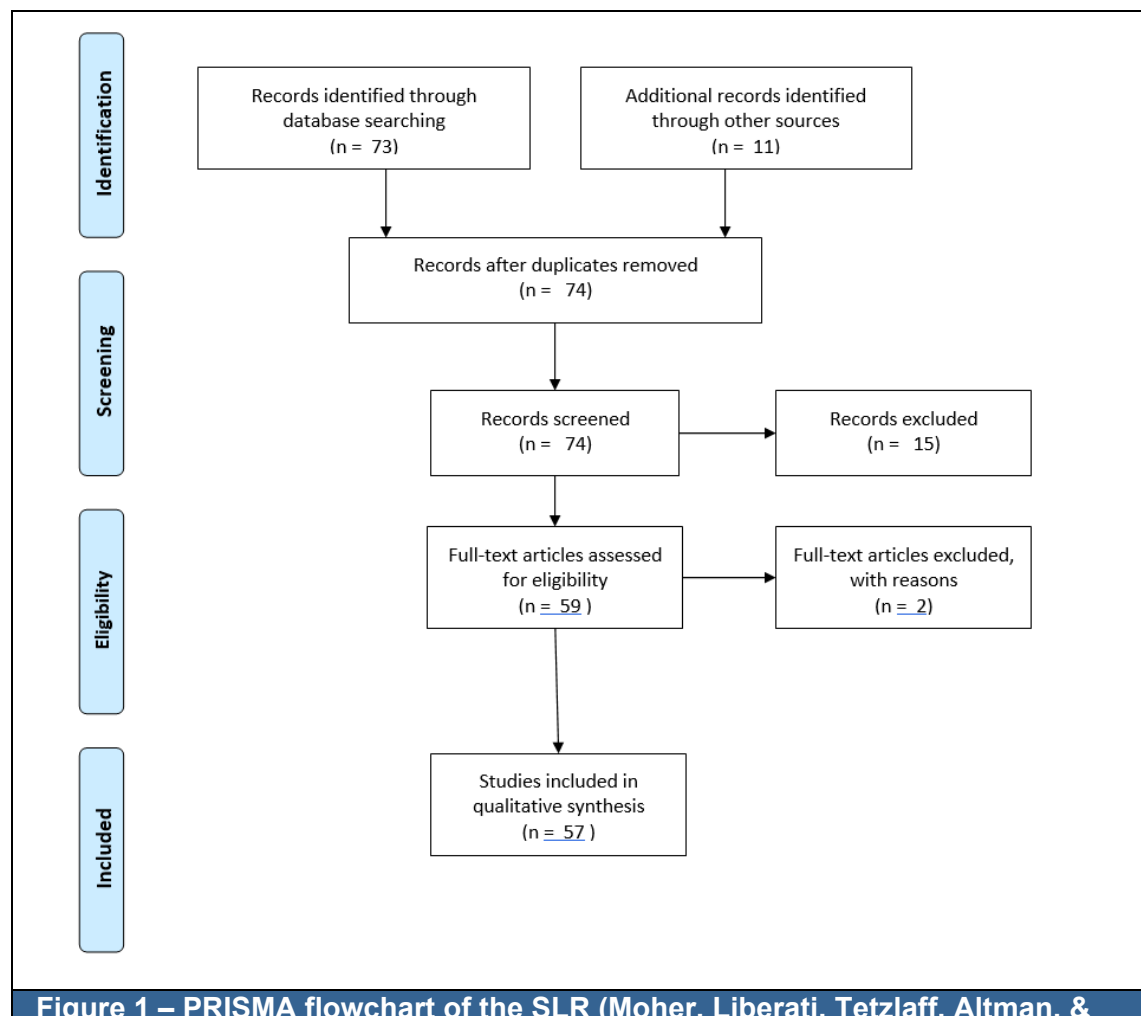 Identification
Records identified through
database searching
(n = 73)
Additional records identified
through other sources
(n = 11)
Records after duplicates removed
(n = 74)
Screening
Records screened
(n = 74)
Records excluded
(n = 15)
Eligibility
Full-text articles assessed
for eligibility
(n = 59 )
Full-text articles excluded,
with reasons
(n = 2)
Included
Studies included in
qualitative synthesis
(n = 57 )
Figure 1 – PRISMA flowchart of the SLR (Moher, Liberati, Tetzlaff, Altman, &